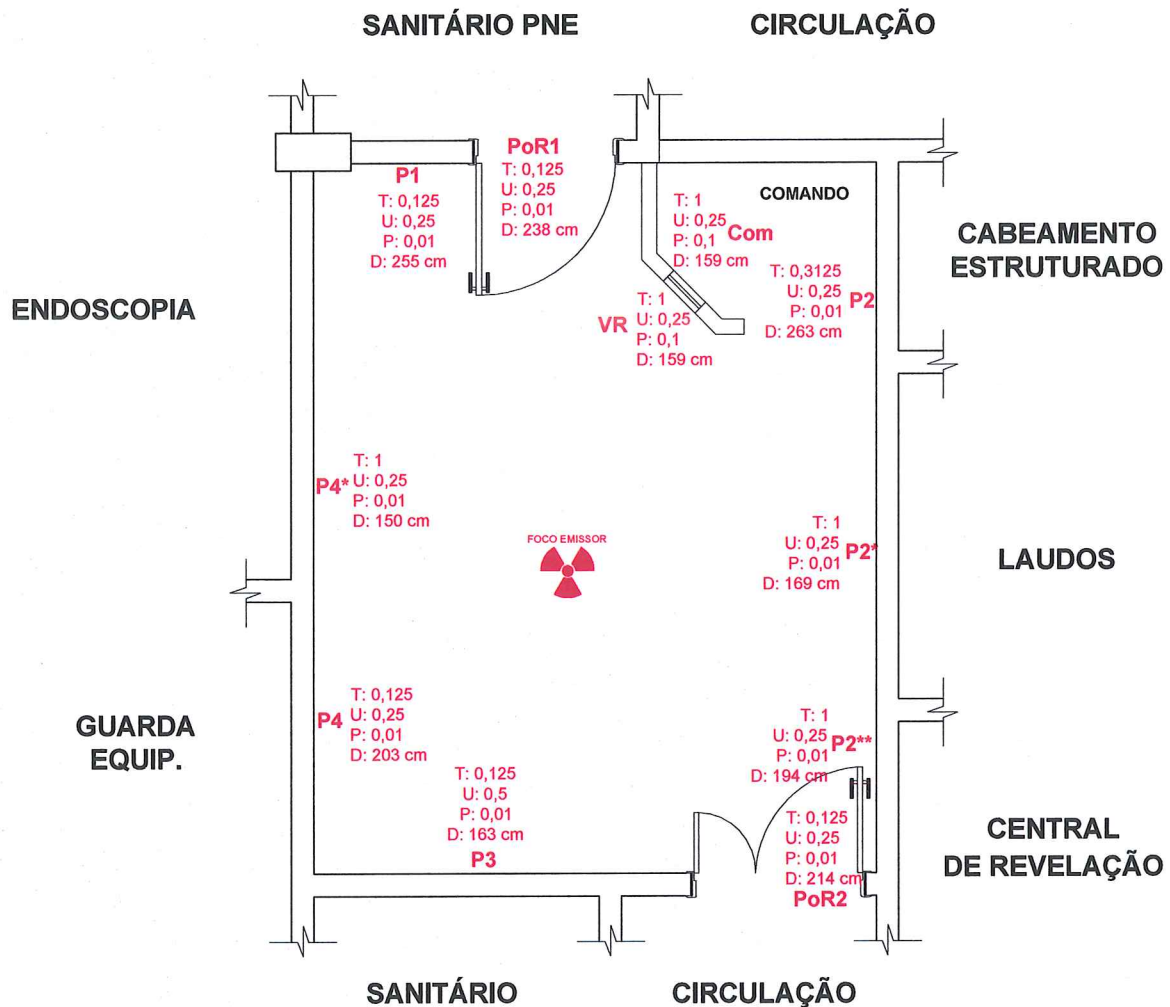 SANITÁRIO PNE
CIRCULAÇÃO
PoR1
T: 0,125
U: 0,25
P: 0,01
D: 238 cm
P1
T: 0,125
U: 0,25
P: 0,01
D: 255 cm
COMANDO
T: 1
U: 0,25
P: 0,1
D: 159 cm
Com
T: 0,3125
U: 0,25
P: 0,01
D: 263 cm
P2
CABEAMENTO
ESTRUTURADO
ENDOSCOPIA
VR
T: 1
U: 0,25
P: 0,1
D: 159 cm
P4*
T: 1
U: 0,25
P: 0,01
D: 150 cm
FOCO EMISSOR
T: 1
U: 0,25
P: 0,01
D: 169 cm
P2*
LAUDOS
GUARDA
EQUIP.
P4
T: 0,125
U: 0,25
P: 0,01
D: 203 cm
T: 1
U: 0,25
P: 0,01
D: 194 cm
P2**
T: 0,125
U: 0,5
P: 0,01
D: 163 cm
P3
T: 0,125
U: 0,25
P: 0,01
D: 214 cm
PoR2
CENTRAL
DE REVELAÇÃO
SANITÁRIO
CIRCULAÇÃO